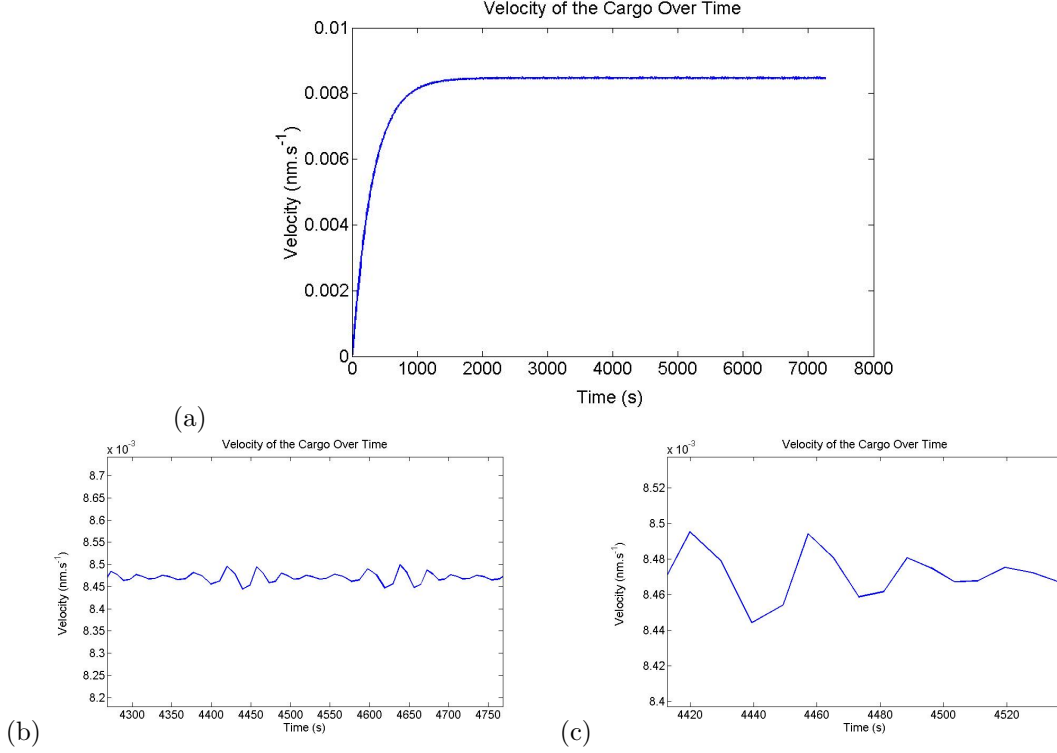 Velocity of the Cargo Over Time
0.01
0.008
0.006
0.004
0.002
0
Velocity (nm.s⁻¹)
0 1000 2000 3000 4000 5000 6000 7000 8000
Time (s)
(a)
Velocity of the Cargo Over Time
x 10⁻³
8.7
8.65
8.6
8.55
8.5
8.45
8.4
8.35
8.3
8.25
8.2
Velocity (nm.s⁻¹)
4300 4350 4400 4450 4500 4550 4600 4650 4700 4750
Time (s)
(b)
Velocity of the Cargo Over Time
x 10⁻³
8.52
8.5
8.48
8.46
8.44
8.42
8.4
Velocity (nm.s⁻¹)
4420 4440 4460 4480 4500 4520
Time (s)
(c)